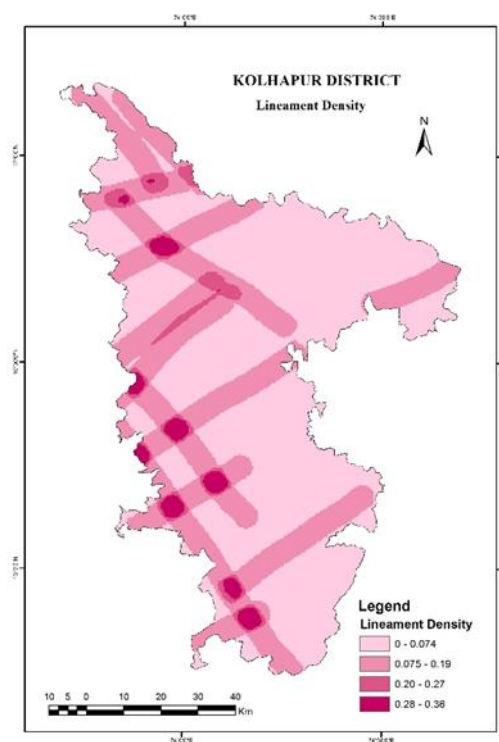 KOLHAPUR DISTRICT
Lineament Density
N
Legend
Lineament Density
0 - 0.074
0.075 - 0.19
0.20 - 0.27
0.28 - 0.36
10 5 0 10 20 30 40
Km